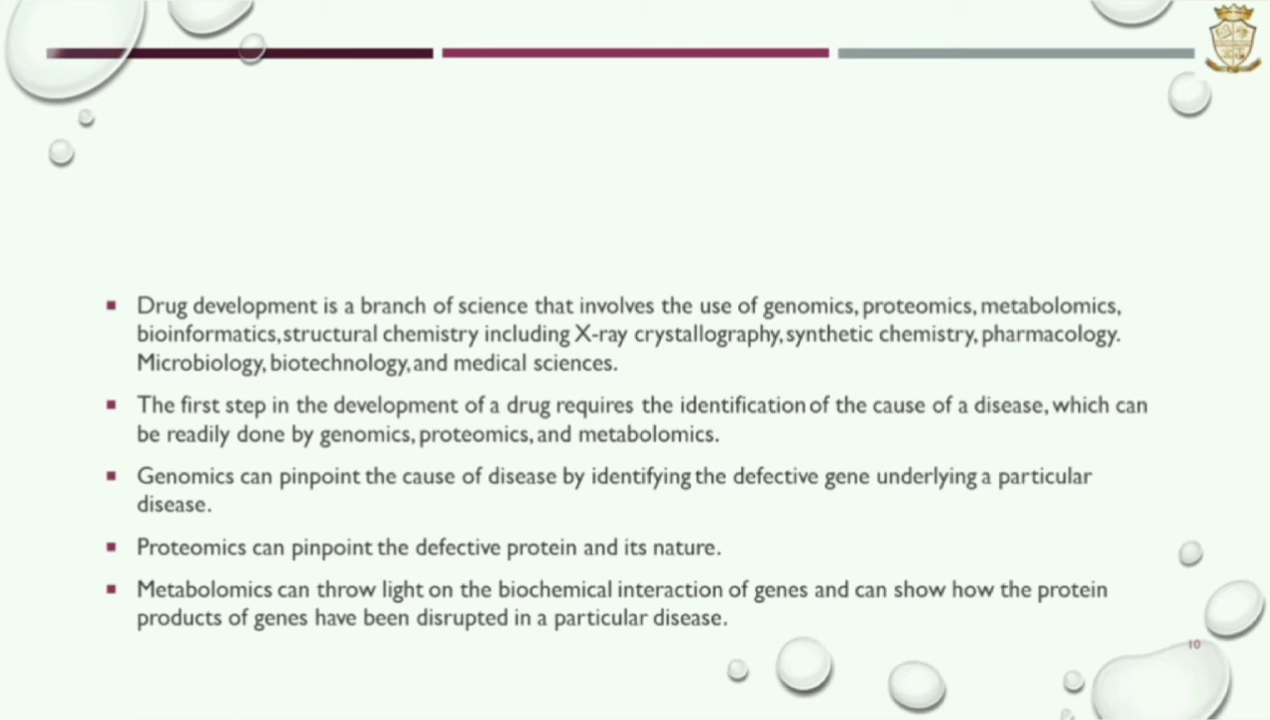 Drug development is a branch of science that involves the use of genomics, proteomics, metabolomics,
bioinformatics, structural chemistry including X-ray crystallography, synthetic chemistry, pharmacology.
Microbiology, biotechnology, and medical sciences.
The first step in the development of a drug requires the identification of the cause of a disease, which can
be readily done by genomics, proteomics, and metabolomics.
Genomics can pinpoint the cause of disease by identifying the defective gene underlying a particular
disease.
Proteomics can pinpoint the defective protein and its nature.
Metabolomics can throw light on the biochemical interaction of genes and can show how the protein
products of genes have been disrupted in a particular disease.
10